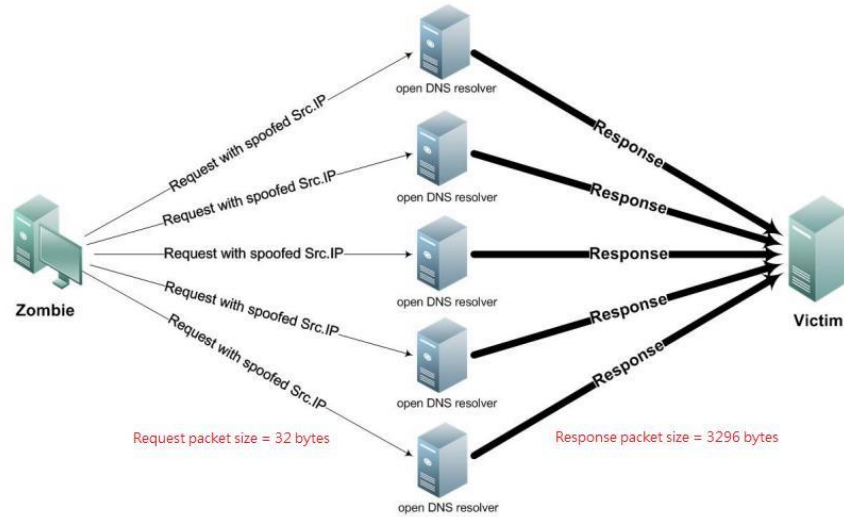 open DNS resolver
Request with spoofed Src.IP
Response
open DNS resolver
Request with spoofed Src.IP
Response
Request with spoofed Src.IP
Response
open DNS resolver
Zombie
Victim
Request with spoofed Src.IP
Response
open DNS resolver
Request with spoofed Src.IP
Response
Request packet size = 32 bytes
Response packet size = 3296 bytes
open DNS resolver